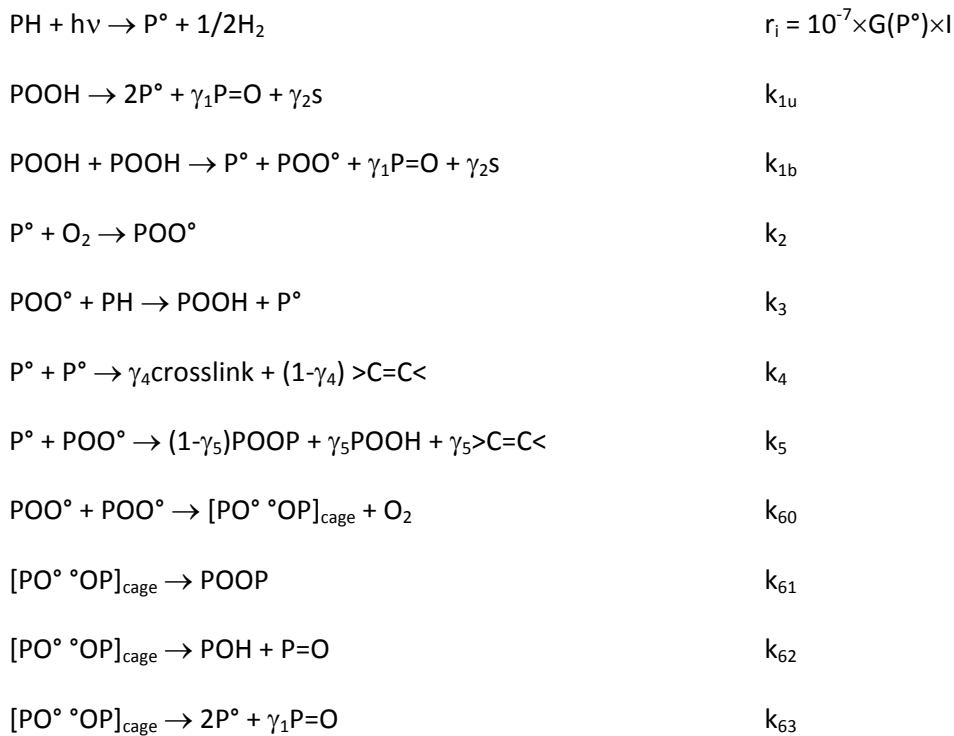 PH + hν → P° + 1/2H₂ rᵢ = 10⁻⁷×G(P°)×I
POOH → 2P° + γ₁P=O + γ₂s k₁ᵤ
POOH + POOH → P° + POO° + γ₁P=O + γ₂s k₁b
P° + O₂ → POO° k₂
POO° + PH → POOH + P° k₃
P° + P° → γ₄crosslink + (1-γ₄) >C=C< k₄
P° + POO° → (1-γ₅)POOP + γ₅POOH + γ₅>C=C< k₅
POO° + POO° → [PO° °OP]cage + O₂ k₆₀
[PO° °OP]cage → POOP k₆₁
[PO° °OP]cage → POH + P=O k₆₂
[PO° °OP]cage → 2P° + γ₁P=O k₆₃